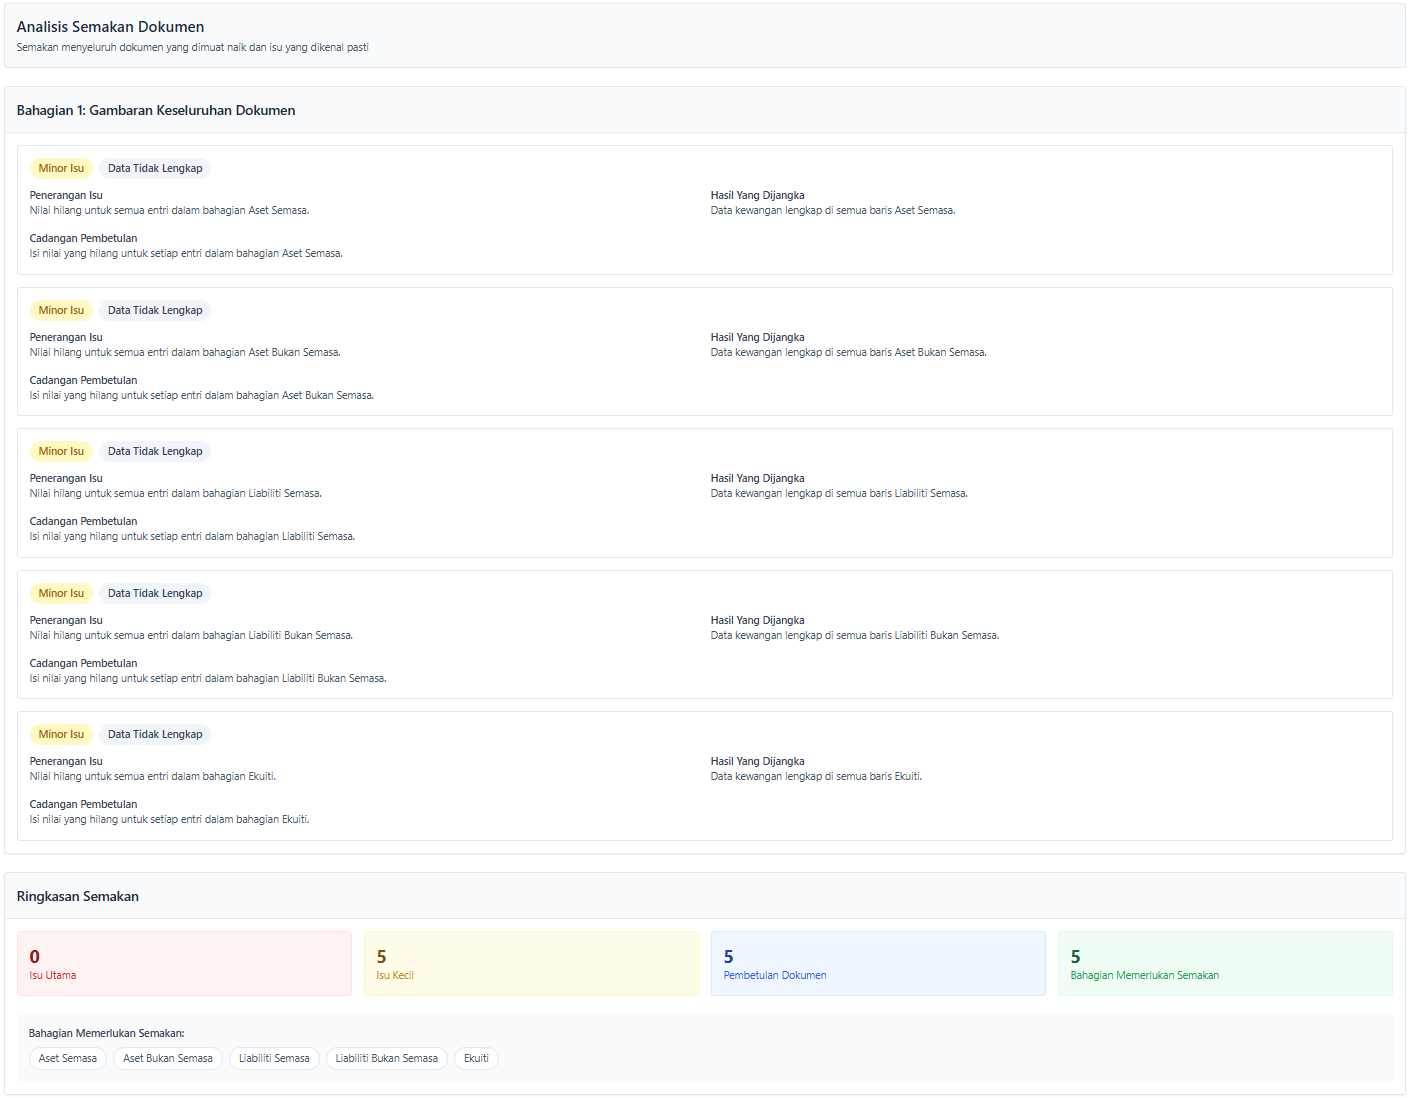 Analisis Semakan Dokumen
Semakan menyeluruh dokumen yang dimuat naik dan isu yang dikenal pasti
Bahagian 1: Gambaran Keseluruhan Dokumen
Minor Isu Data Tidak Lengkap
Penerangan Isu
Nilai hilang untuk semua entri dalam bahagian Aset Semasa.
Hasil Yang Dijangka
Data kewangan lengkap di semua baris Aset Semasa.
Cadangan Pembetulan
Isi nilai yang hilang untuk setiap entri dalam bahagian Aset Semasa.
Minor Isu Data Tidak Lengkap
Penerangan Isu
Nilai hilang untuk semua entri dalam bahagian Aset Bukan Semasa.
Hasil Yang Dijangka
Data kewangan lengkap di semua baris Aset Bukan Semasa.
Cadangan Pembetulan
Isi nilai yang hilang untuk setiap entri dalam bahagian Aset Bukan Semasa.
Minor Isu Data Tidak Lengkap
Penerangan Isu
Nilai hilang untuk semua entri dalam bahagian Liabiliti Semasa.
Hasil Yang Dijangka
Data kewangan lengkap di semua baris Liabiliti Semasa.
Cadangan Pembetulan
Isi nilai yang hilang untuk setiap entri dalam bahagian Liabiliti Semasa.
Minor Isu Data Tidak Lengkap
Penerangan Isu
Nilai hilang untuk semua entri dalam bahagian Liabiliti Bukan Semasa.
Hasil Yang Dijangka
Data kewangan lengkap di semua baris Liabiliti Bukan Semasa.
Cadangan Pembetulan
Isi nilai yang hilang untuk setiap entri dalam bahagian Liabiliti Bukan Semasa.
Minor Isu Data Tidak Lengkap
Penerangan Isu
Nilai hilang untuk semua entri dalam bahagian Ekuiti.
Hasil Yang Dijangka
Data kewangan lengkap di semua baris Ekuiti.
Cadangan Pembetulan
Isi nilai yang hilang untuk setiap entri dalam bahagian Ekuiti.
Ringkasan Semakan
0
Isu Utama
5
Isu Kecil
5
Pembetulan Dokumen
5
Bahagian Memerlukan Semakan
Bahagian Memerlukan Semakan:
Aset Semasa Aset Bukan Semasa Liabiliti Semasa Liabiliti Bukan Semasa Ekuiti